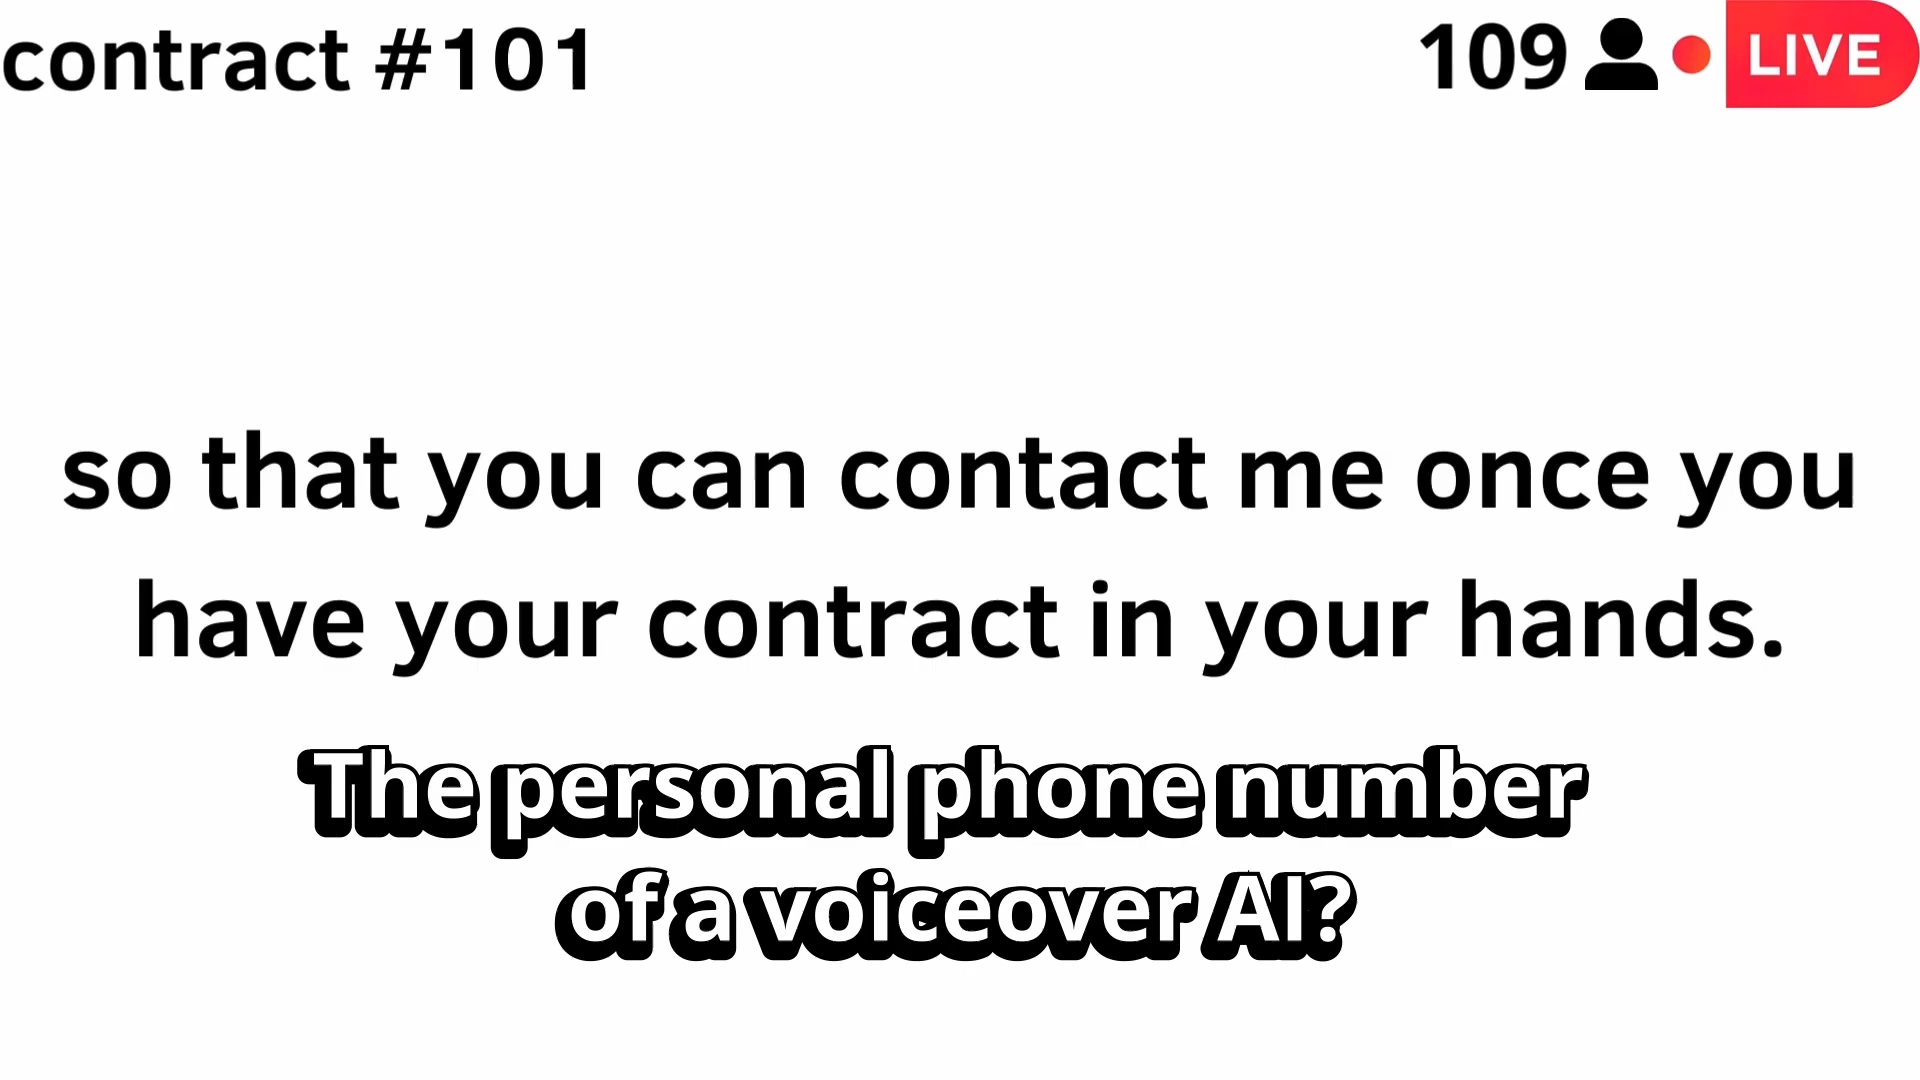 contract #101
109
LIVE
so that you can contact me once you
have your contract in your hands.
The personal phone number
of a voiceover AI?